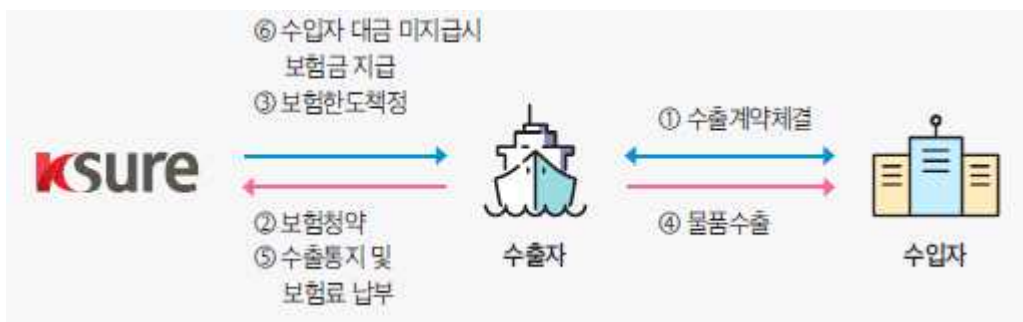 ⑥ 수입자 대금 미지급시
보험금 지급
③ 보험한도책정
ksure
② 보험청약
⑤ 수출통지 및
보험료 납부
수출자
① 수출계약체결
④ 물품수출
수입자